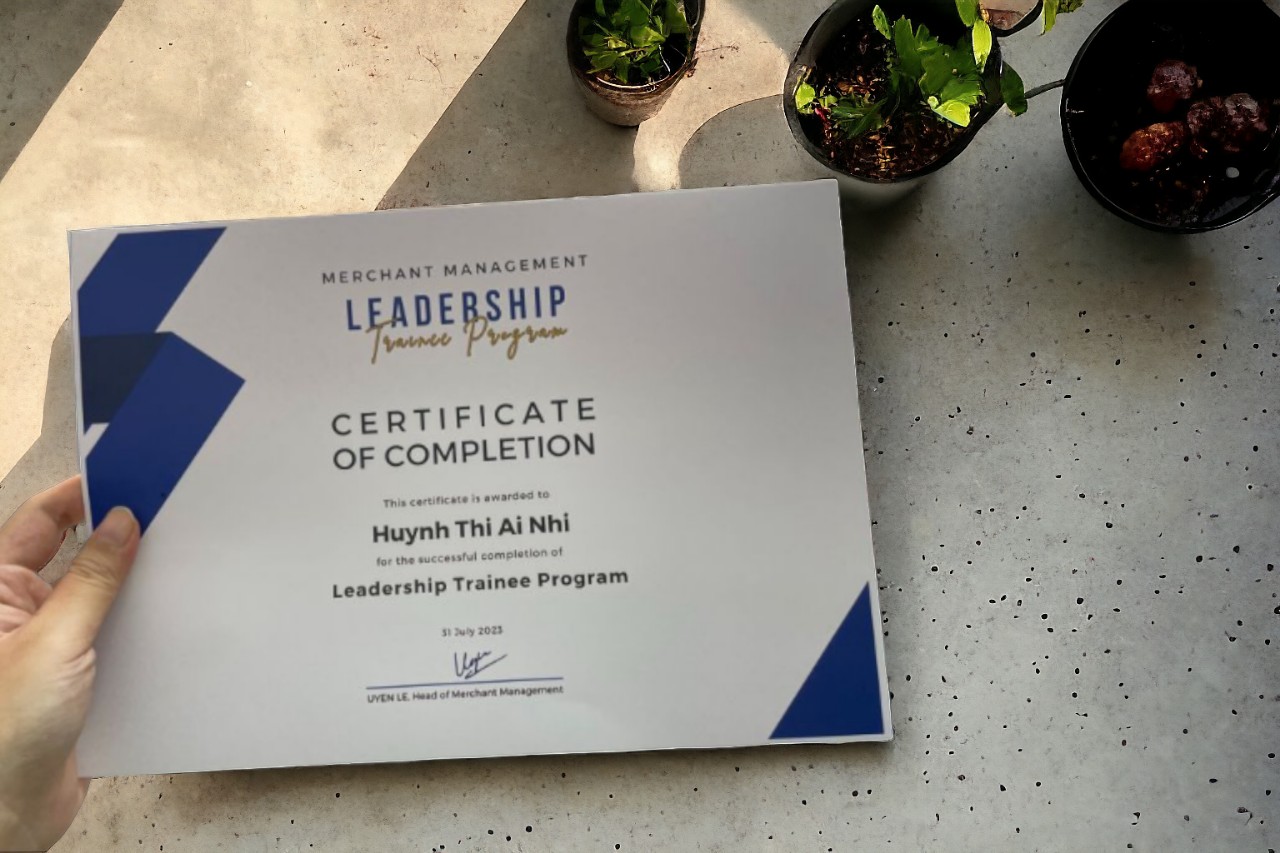 MERCHANT MANAGEMENT
LEADERSHIP
Trainee Program
CERTIFICATE
OF COMPLETION
This certificate is awarded to
Huynh Thi Ai Nhi
for the successful completion of
Leadership Trainee Program
31 July 2023
UYEN LE, Head of Merchant Management